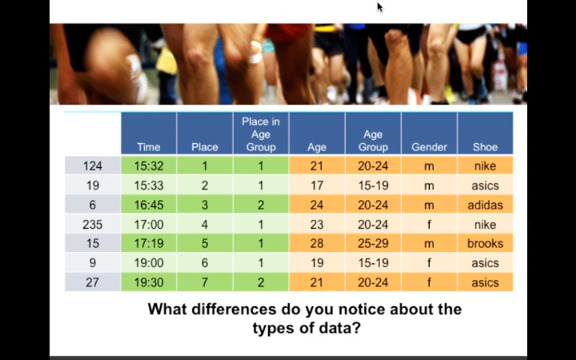 Time Place Place in Age Group Age Age Group Gender Shoe
124 15:32 1 1 21 20-24 m nike
19 15:33 2 1 17 15-19 m asics
6 16:45 3 2 24 20-24 m adidas
235 17:00 4 1 23 20-24 f nike
15 17:19 5 1 28 25-29 m brooks
9 19:00 6 1 19 15-19 f asics
27 19:30 7 2 21 20-24 f asics
What differences do you notice about the
types of data?